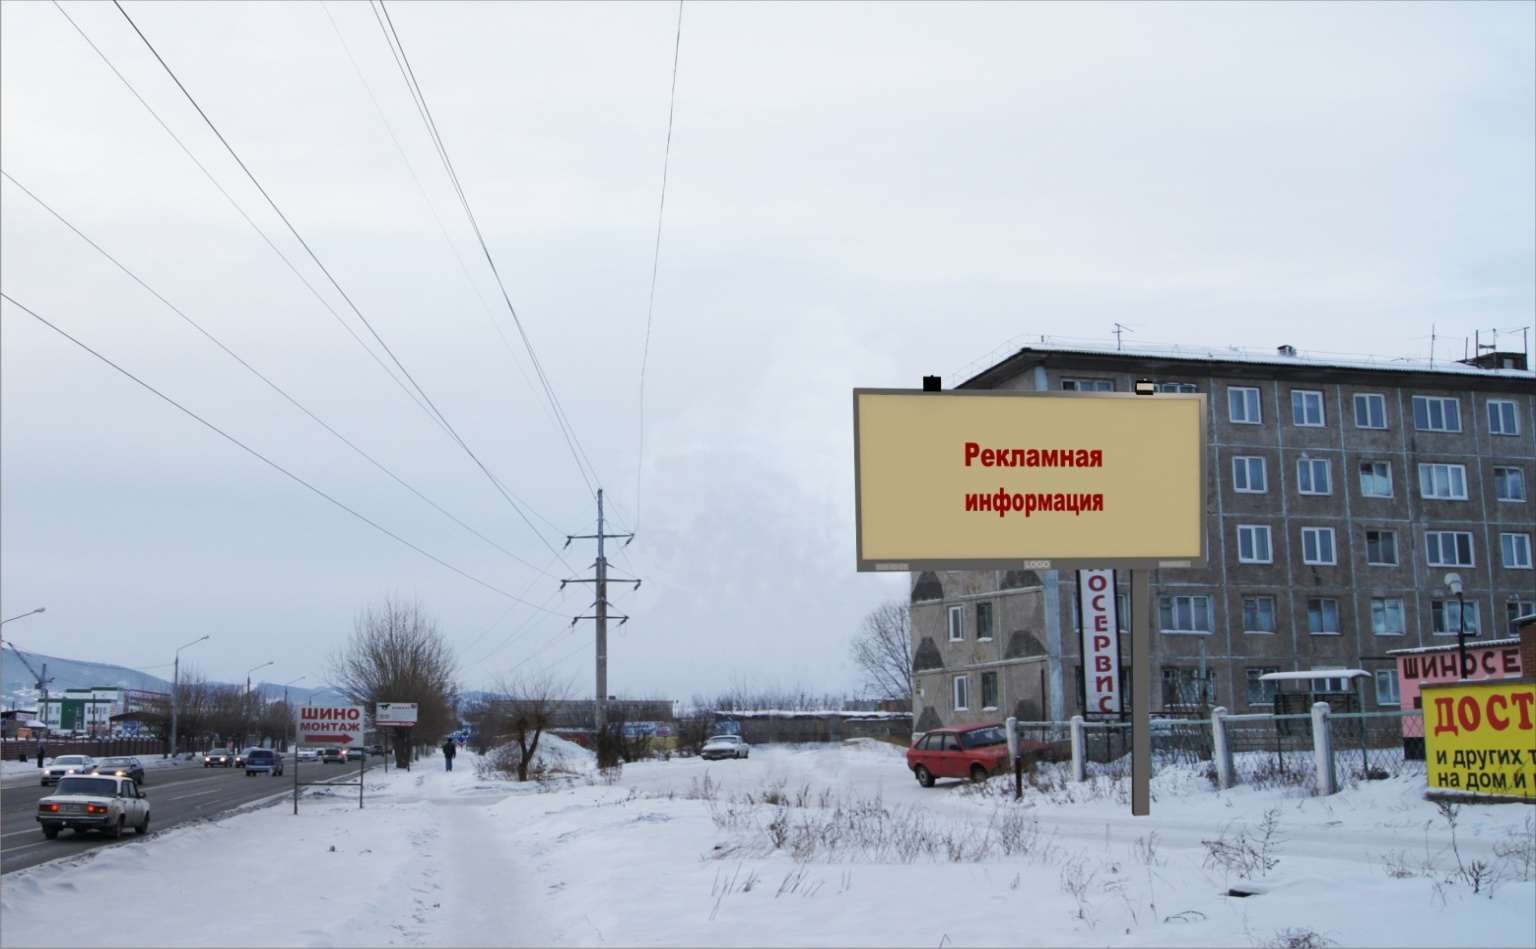 Рекламная
информация
LOGO
ОСЕРВИС
ШИНО
МОНТАЖ
ШИНОСЕ
ДОСТ
и других т
на дом и